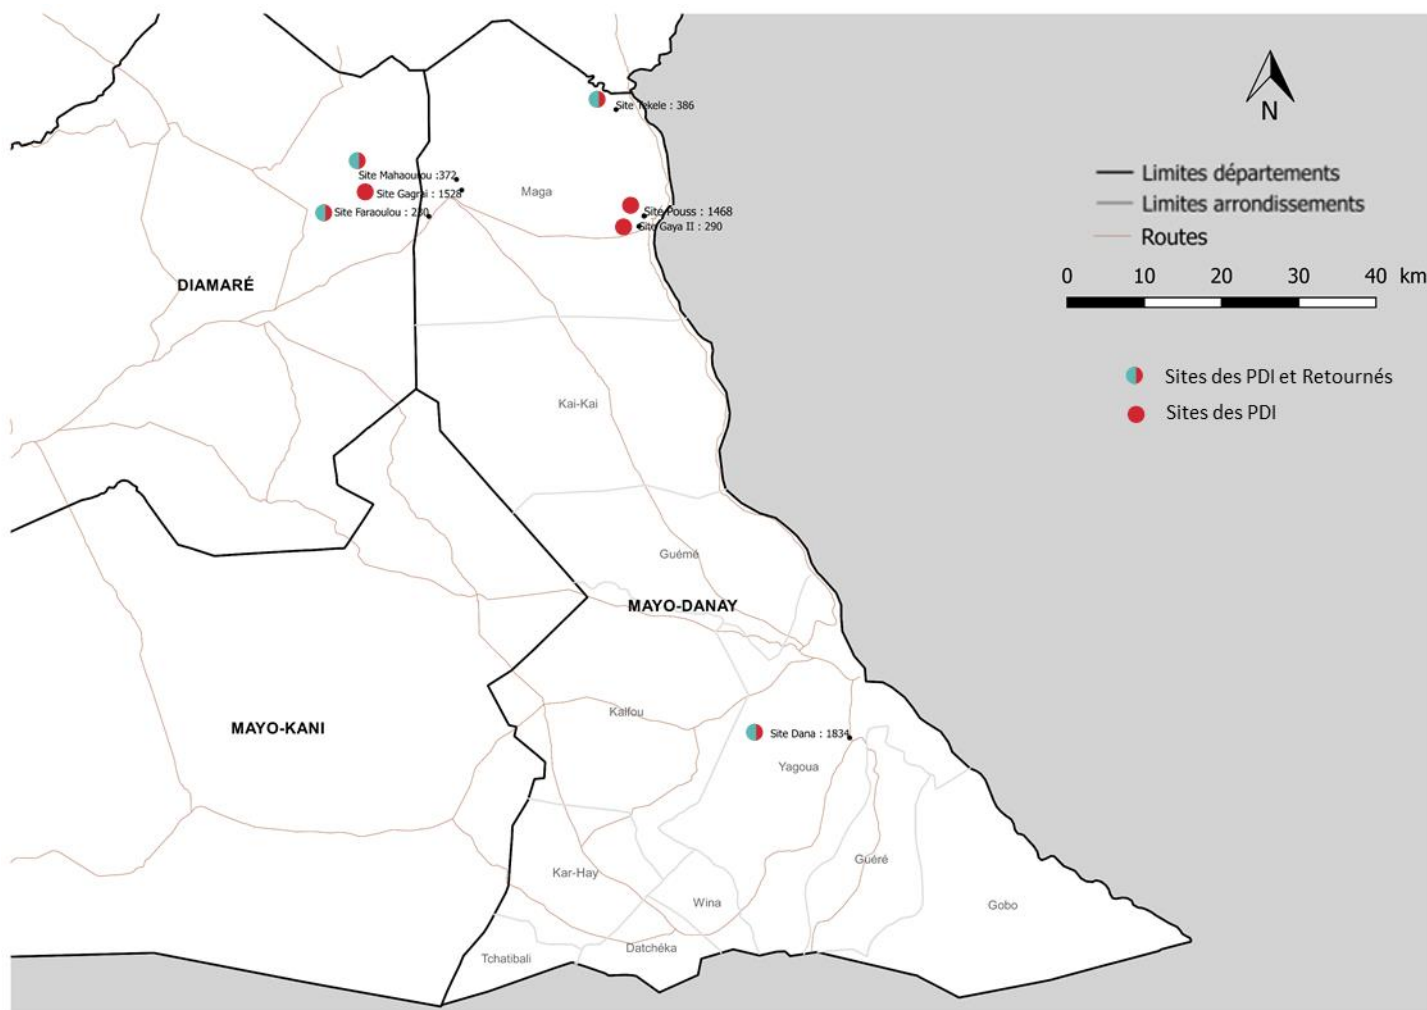 Site Tekele : 386
N
Site Mahaourou :372
Site Gagrai : 1528
Maga
Site Faraoulou : 230
Site Pouss : 1468
Site Gaya II : 290
DIAMARÉ
Limites départements
Limites arrondissements
Routes
0 10 20 30 40 km
Sites des PDI et Retournés
Sites des PDI
Kai-Kai
Guémé
MAYO-DANAY
Kalfou
MAYO-KANI
Site Dana : 1834
Yagoua
Guéré
Kar-Hay
Wina
Gobo
Datchéka
Tchatibali